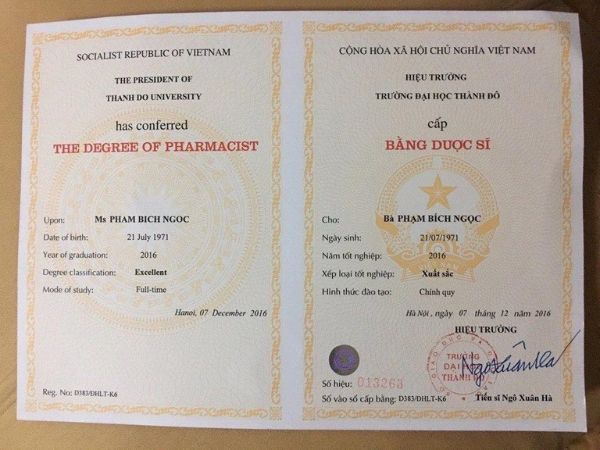 SOCIALIST REPUBLIC OF VIETNAM
THE PRESIDENT OF
THANH DO UNIVERSITY
has conferred
THE DEGREE OF PHARMACIST
Upon: Ms PHAM BICH NGOC
Date of birth: 21 July 1971
Year of graduation: 2016
Degree classification: Excellent
Mode of study: Full-time
Hanoi, 07 December 2016
Reg. No: D383/ĐHLT-K6
CỘNG HÒA XÃ HỘI CHỦ NGHĨA VIỆT NAM
HIỆU TRƯỞNG
TRƯỜNG ĐẠI HỌC THÀNH ĐÔ
cấp
BẰNG DƯỢC SĨ
Cho: Bà PHẠM BÍCH NGỌC
Ngày sinh: 21/07/1971
Năm tốt nghiệp: 2016
Xếp loại tốt nghiệp: Xuất sắc
Hình thức đào tạo: Chính quy
Hà Nội, ngày 07 tháng 12 năm 2016
HIỆU TRƯỞNG
TRƯỜNG
ĐẠI
THÀNH ĐÔ
Số hiệu: 013263
Số vào sổ cấp bằng: D383/ĐHLT-K6
Tiến sĩ Ngô Xuân Hà